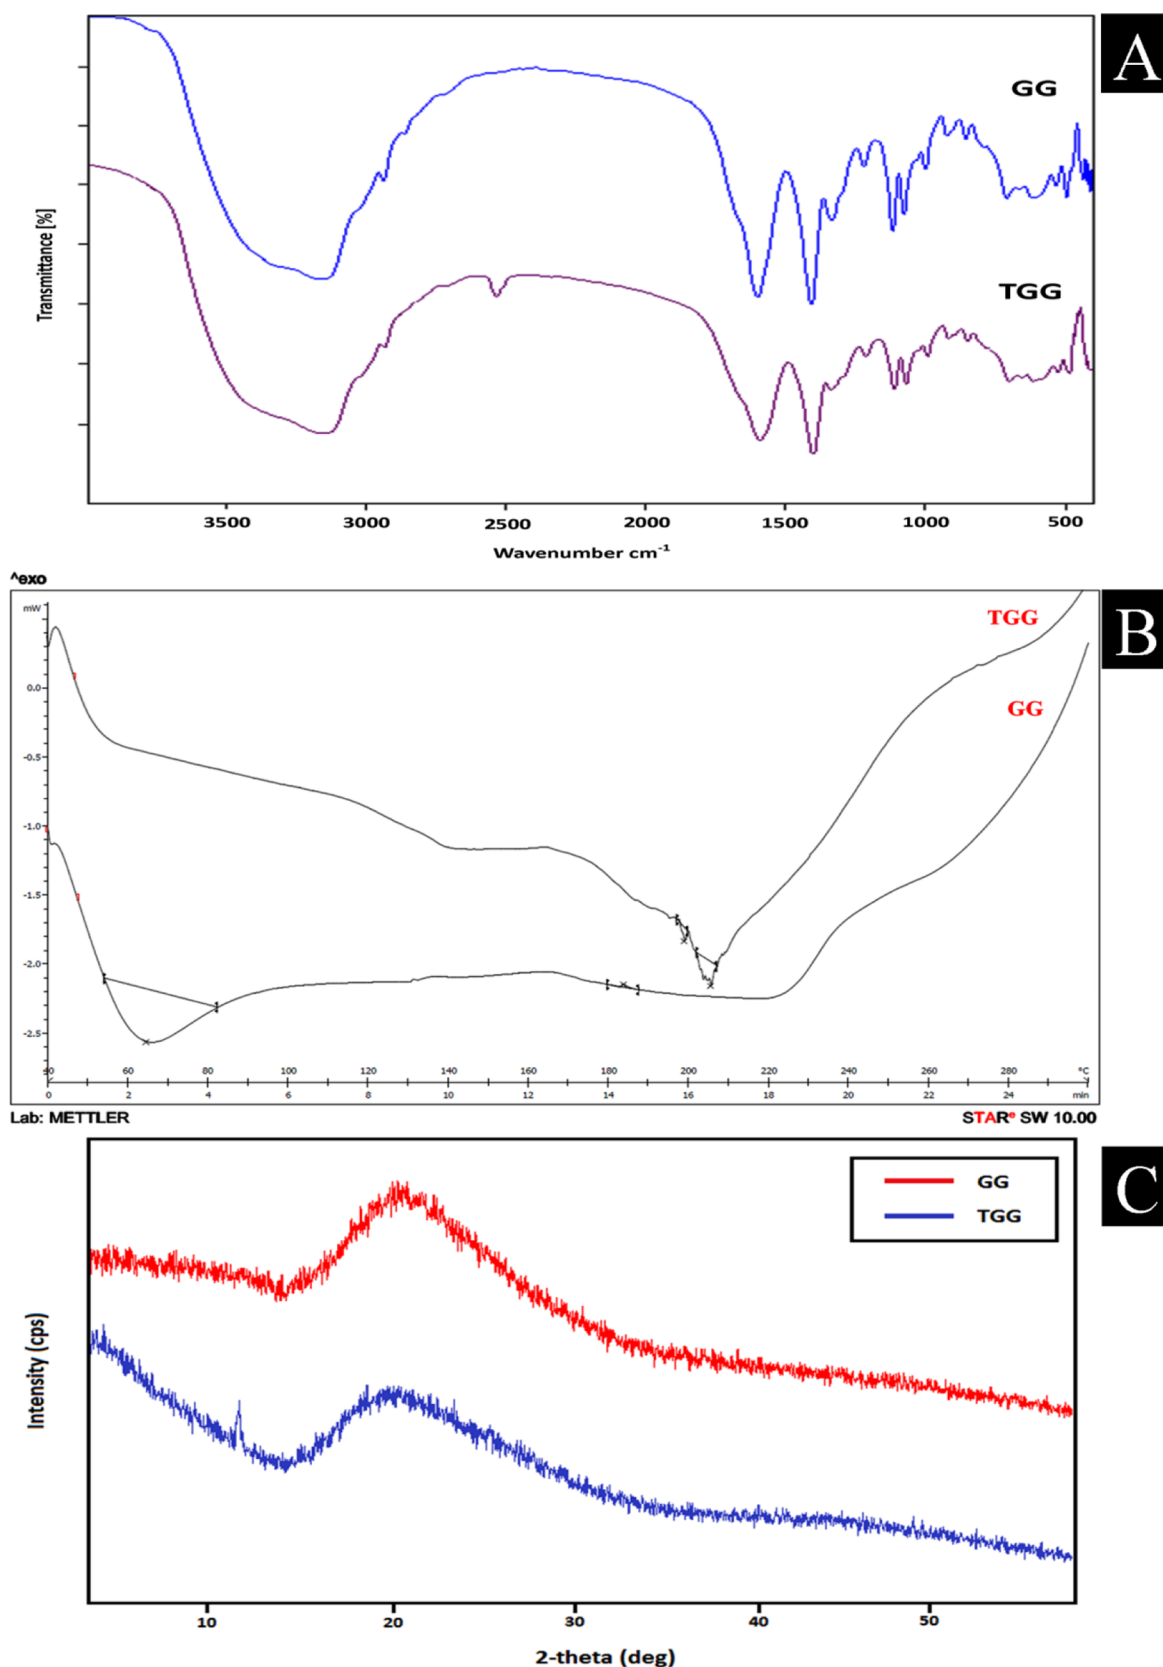 A
GG
TGG
Transmittance [%]
3500 3000 2500 2000 1500 1000 500
Wavenumber cm-1
^exo
B
mW
TGG
GG
0.0
-0.5
-1.0
-1.5
-2.0
-2.5
60 80 100 120 140 160 180 200 220 240 260 280 °C
0 2 4 6 8 10 12 14 16 18 20 22 24 min
Lab: METTLER
STARe SW 10.00
C
GG
TGG
Intensity (cps)
10 20 30 40 50
2-theta (deg)